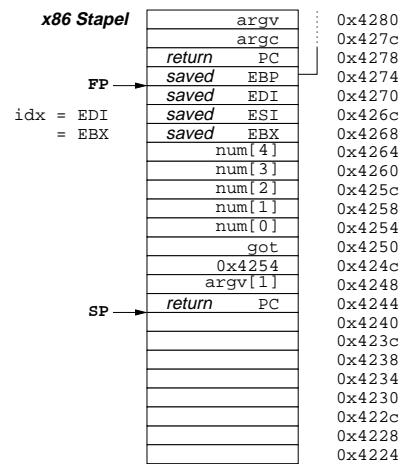 x86 Stapel
argv 0x4280
argc 0x427c
return PC 0x4278
saved EBP 0x4274
FP
saved EDI 0x4270
idx = EDI saved ESI 0x426c
= EBX saved EBX 0x4268
num[4] 0x4264
num[3] 0x4260
num[2] 0x425c
num[1] 0x4258
num[0] 0x4254
got 0x4250
0x4254 0x424c
argv[1] 0x4248
return PC 0x4244
SP
0x4240
0x423c
0x4238
0x4234
0x4230
0x422c
0x4228
0x4224